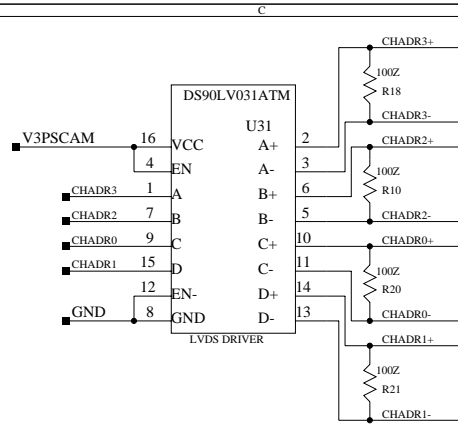 C
CHADR3+
100Z
R18
DS90LV031ATM
CHADR3-
U31
V3PSCAM 16 VCC A+ 2 CHADR2+
4 EN A- 3
100Z
CHADR3 1 A B+ 6 R10
CHADR2 7 B B- 5 CHADR2-
CHADR0 9 C C+ 10 CHADR0+
CHADR1 15 D C- 11
100Z
12 EN- D+ 14 R20
GND 8 GND D- 13 CHADR0-
LVDS DRIVER
CHADR1+
100Z
R21
CHADR1-